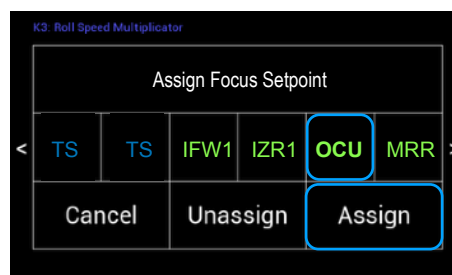 K3: Roll Speed Multiplicator
Assign Focus Setpoint
< TS TS IFW1 IZR1 OCU MRR >
Cancel Unassign Assign